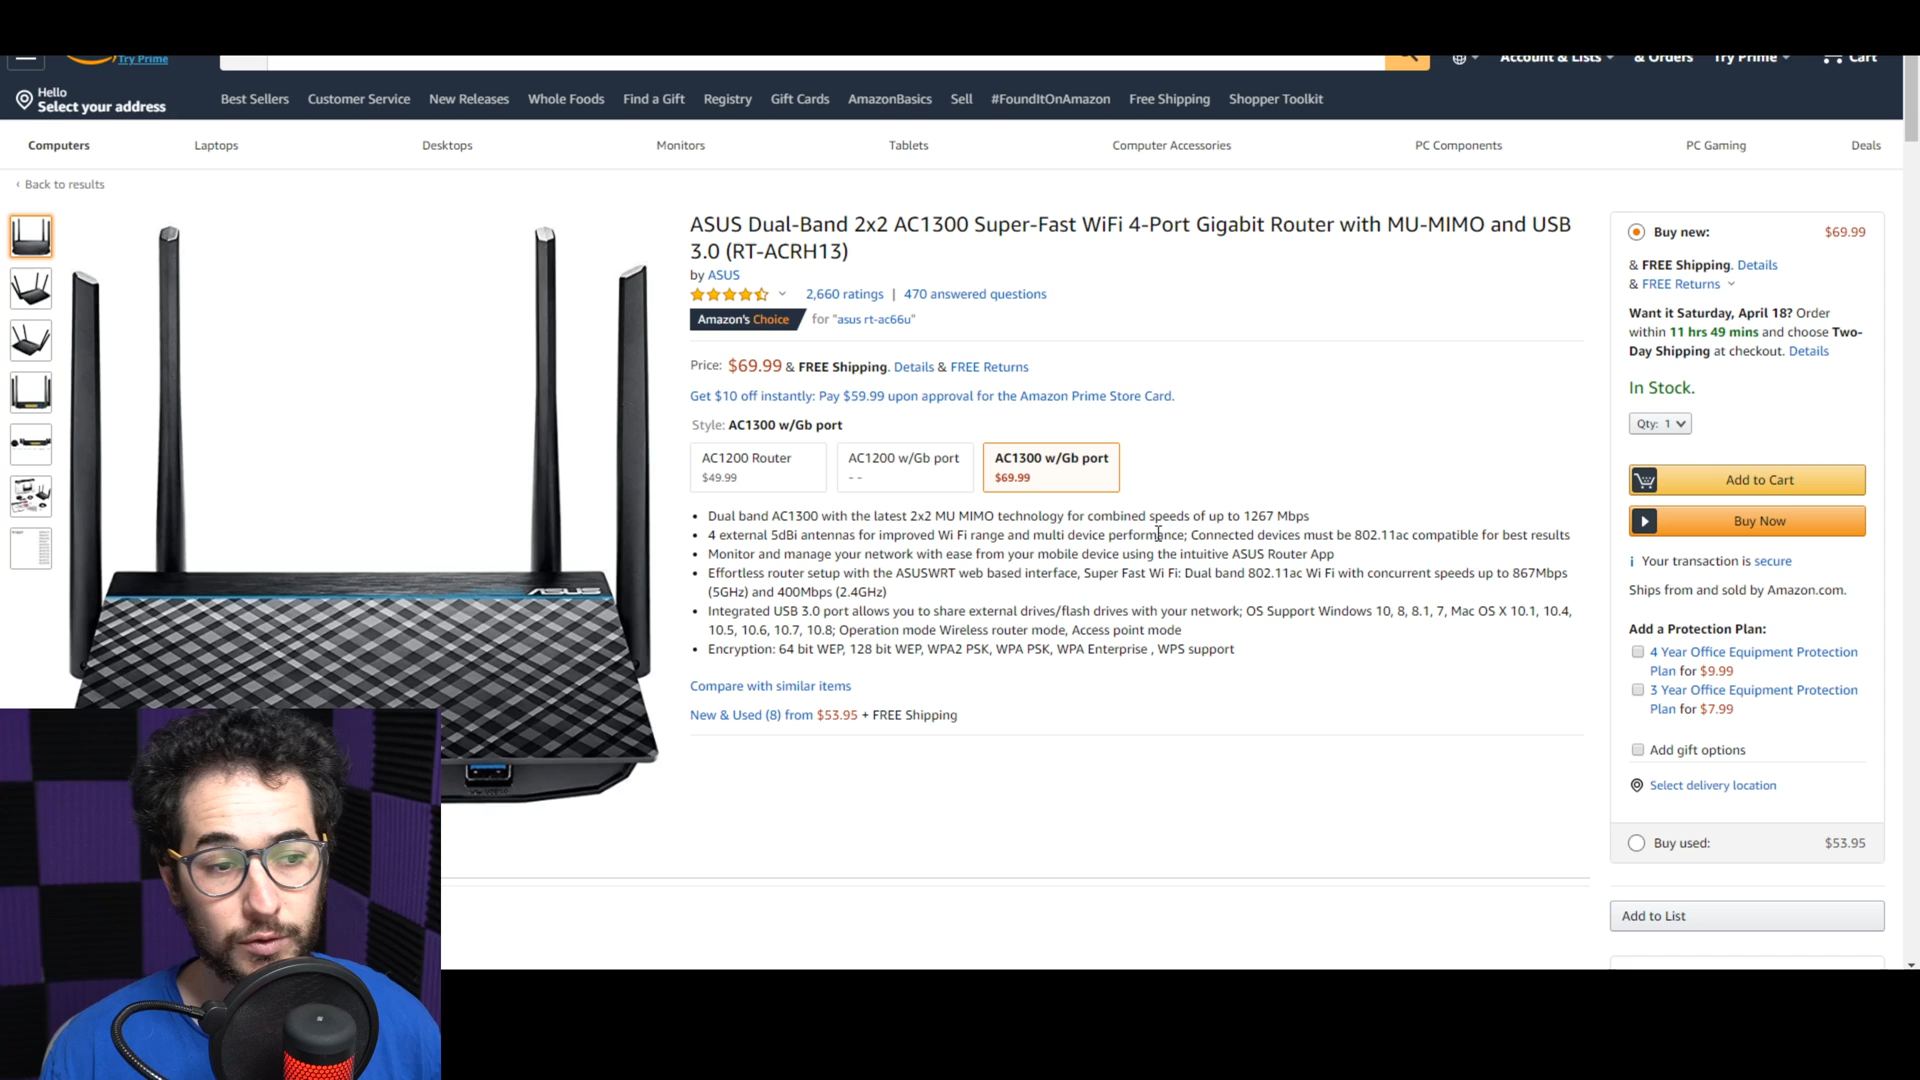 Try Prime
Account & Lists
& Orders
Try Prime
Cart
Hello
Select your address
Best Sellers
Customer Service
New Releases
Whole Foods
Find a Gift
Registry
Gift Cards
AmazonBasics
Sell
#FoundItOnAmazon
Free Shipping
Shopper Toolkit
Computers
Laptops
Desktops
Monitors
Tablets
Computer Accessories
PC Components
PC Gaming
Deals
‹ Back to results
ASUS
ASUS Dual-Band 2x2 AC1300 Super-Fast WiFi 4-Port Gigabit Router with MU-MIMO and USB
3.0 (RT-ACRH13)
by ASUS
2,660 ratings | 470 answered questions
Amazon's Choice for "asus rt-ac66u"
Price: $69.99 & FREE Shipping. Details & FREE Returns
Get $10 off instantly: Pay $59.99 upon approval for the Amazon Prime Store Card.
Style: AC1300 w/Gb port
AC1200 Router
$49.99
AC1200 w/Gb port
- -
AC1300 w/Gb port
$69.99
• Dual band AC1300 with the latest 2x2 MU MIMO technology for combined speeds of up to 1267 Mbps
• 4 external 5dBi antennas for improved Wi Fi range and multi device performance; Connected devices must be 802.11ac compatible for best results
• Monitor and manage your network with ease from your mobile device using the intuitive ASUS Router App
• Effortless router setup with the ASUSWRT web based interface, Super Fast Wi Fi: Dual band 802.11ac Wi Fi with concurrent speeds up to 867Mbps
(5GHz) and 400Mbps (2.4GHz)
• Integrated USB 3.0 port allows you to share external drives/flash drives with your network; OS Support Windows 10, 8, 8.1, 7, Mac OS X 10.1, 10.4,
10.5, 10.6, 10.7, 10.8; Operation mode Wireless router mode, Access point mode
• Encryption: 64 bit WEP, 128 bit WEP, WPA2 PSK, WPA PSK, WPA Enterprise , WPS support
Compare with similar items
New & Used (8) from $53.95 + FREE Shipping
Buy new: $69.99
& FREE Shipping. Details
& FREE Returns
Want it Saturday, April 18? Order
within 11 hrs 49 mins and choose Two-
Day Shipping at checkout. Details
In Stock.
Qty: 1
Add to Cart
Buy Now
Your transaction is secure
Ships from and sold by Amazon.com.
Add a Protection Plan:
4 Year Office Equipment Protection
Plan for $9.99
3 Year Office Equipment Protection
Plan for $7.99
Add gift options
Select delivery location
Buy used: $53.95
Add to List